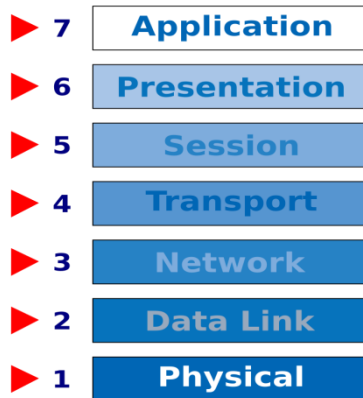 7 Application
6 Presentation
5 Session
4 Transport
3 Network
2 Data Link
1 Physical